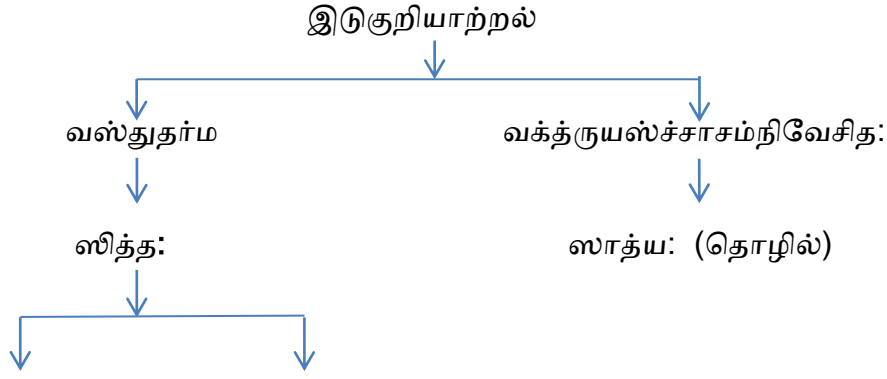 இடுகுறியாற்றல்
வஸ்துதர்ம வக்த்ருயஸ்ச்சாசம்நிவேசித:
ஸித்த: ஸாத்ய: (தொழில்)